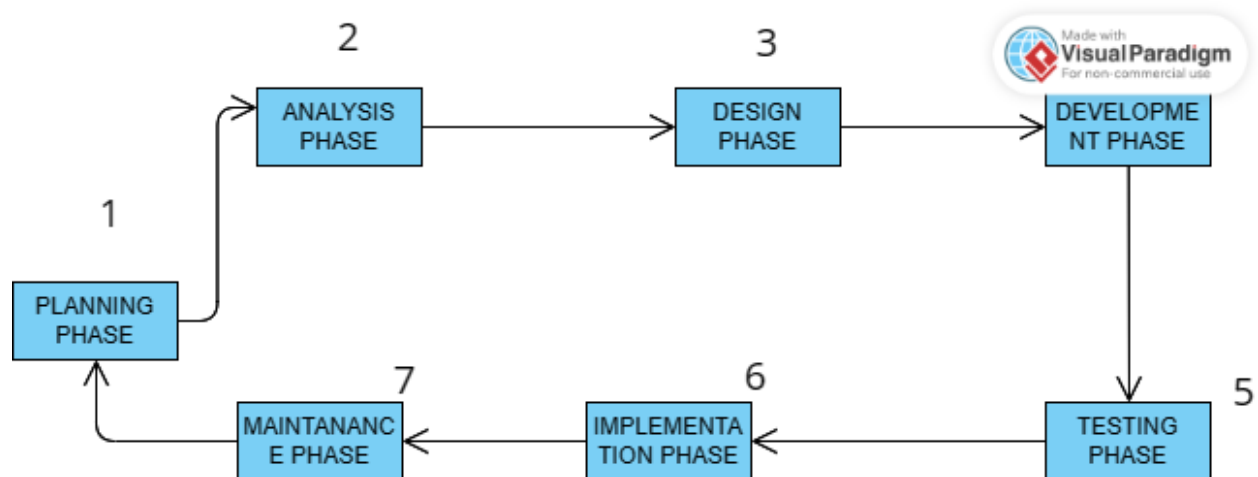 2
3
Made with
Visual Paradigm
For non-commercial use
ANALYSIS
PHASE
DESIGN
PHASE
DEVELOPME
NT PHASE
1
PLANNING
PHASE
7
6
5
MAINTANANC
E PHASE
IMPLEMENTA
TION PHASE
TESTING
PHASE